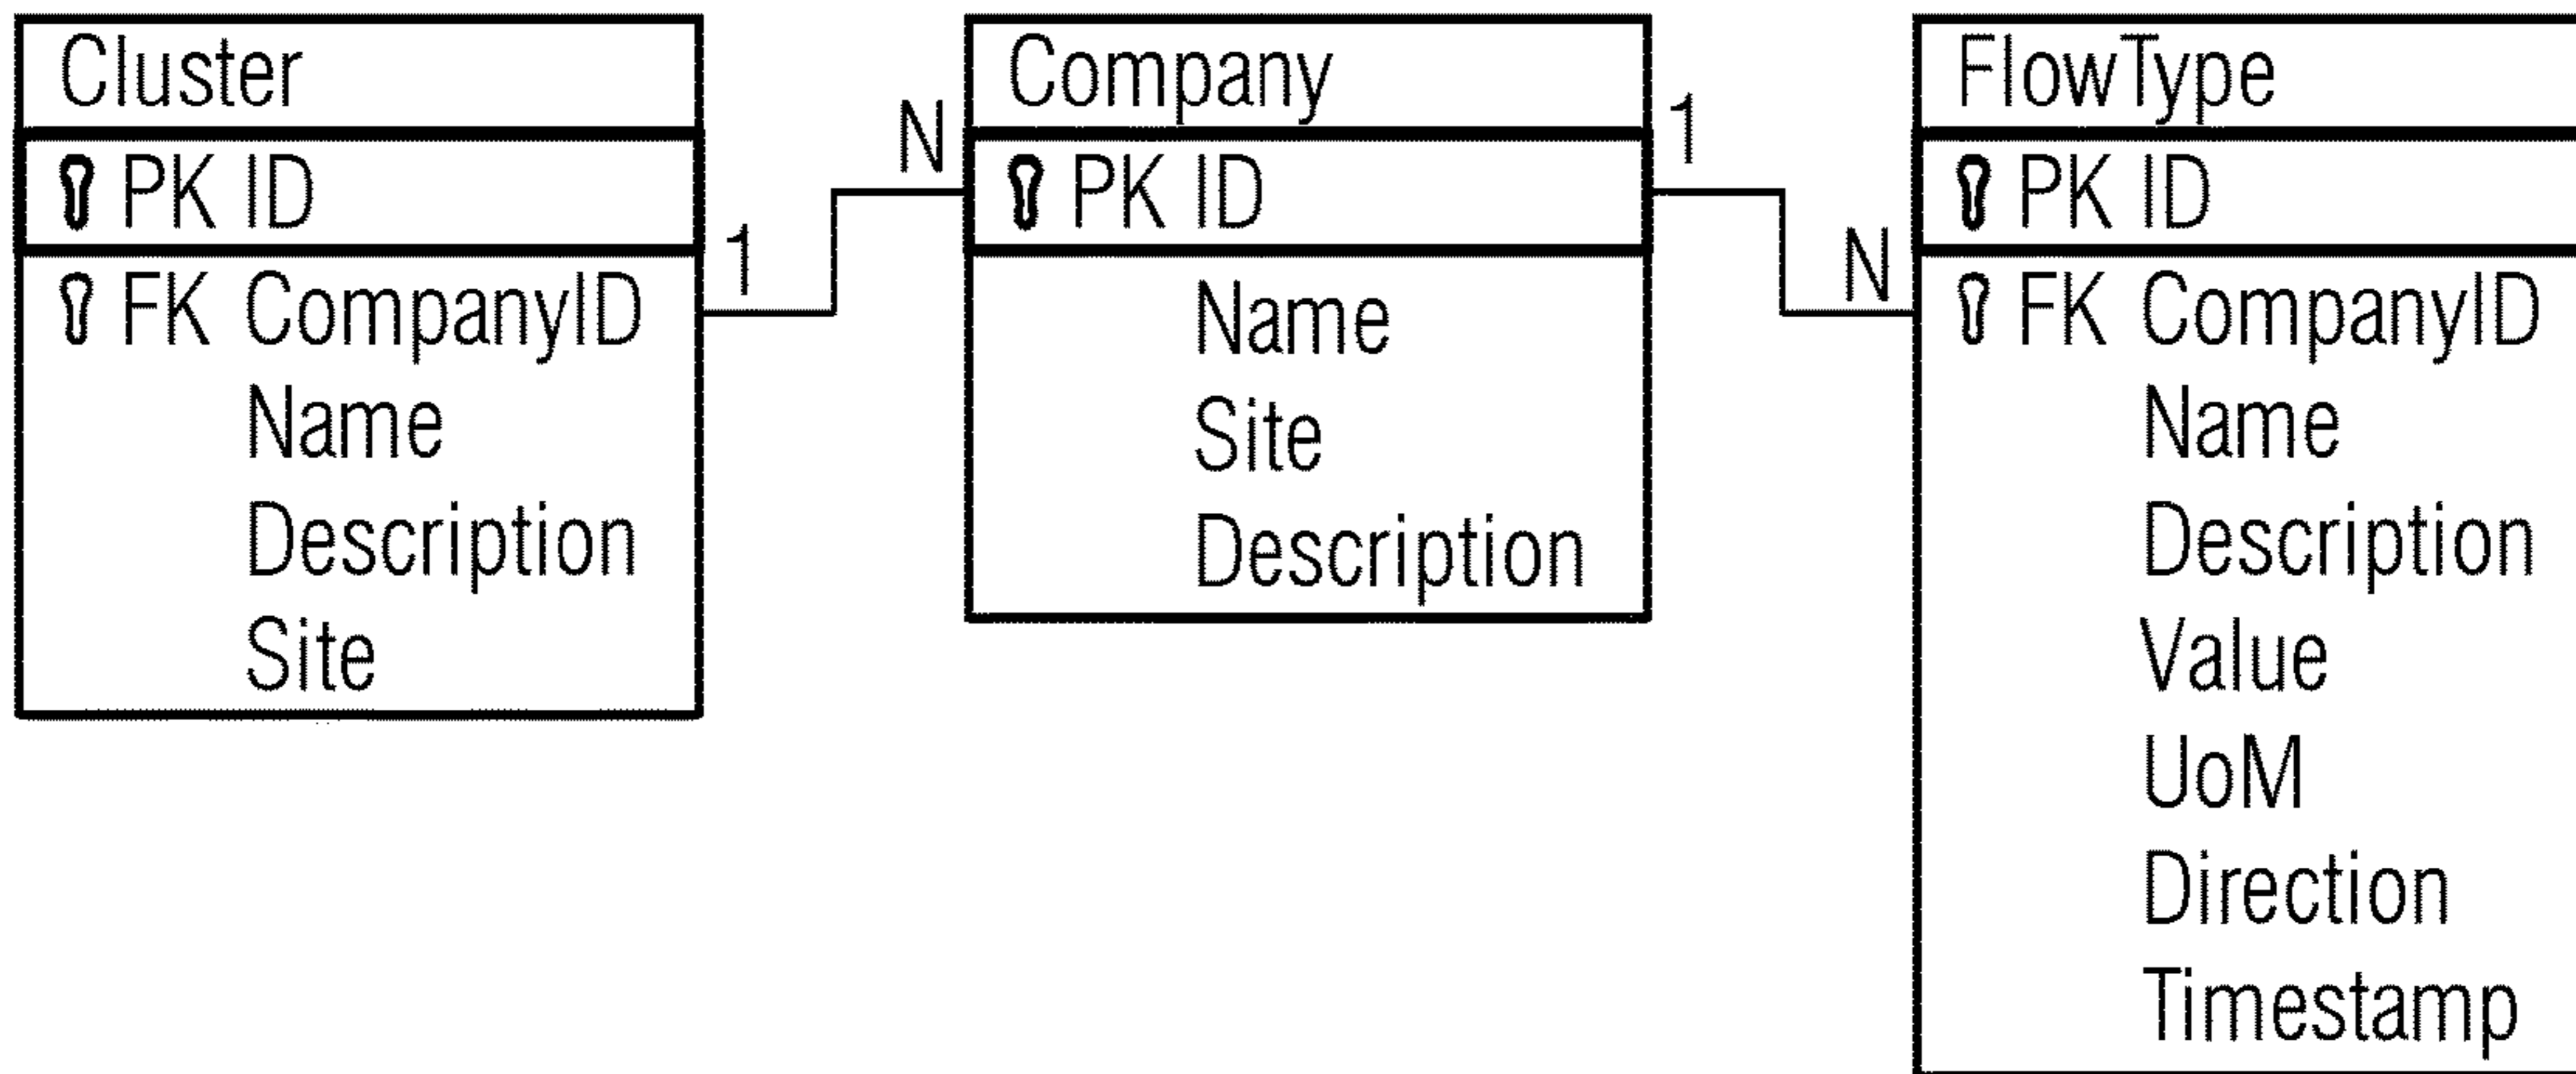 Cluster
PK ID
FK CompanyID
Name
Description
Site
1
N
Company
PK ID
Name
Site
Description
1
N
FlowType
PK ID
FK CompanyID
Name
Description
Value
UoM
Direction
Timestamp